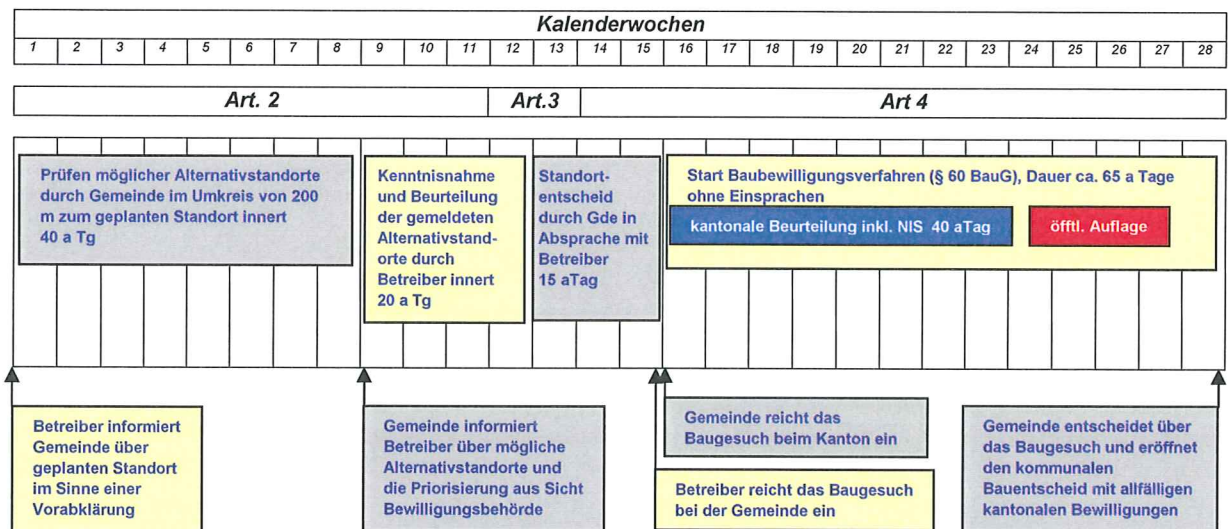 Kalenderwochen
1 2 3 4 5 6 7 8 9 10 11 12 13 14 15 16 17 18 19 20 21 22 23 24 25 26 27 28
Art. 2 Art.3 Art 4
Prüfen möglicher Alternativstandorte
durch Gemeinde im Umkreis von 200
m zum geplanten Standort innert
40 a Tg
Kenntnisnahme
und Beurteilung
der gemeldeten
Alternativstand-
orte durch
Betreiber innert
20 a Tg
Standort-
entscheid
durch Gde in
Absprache mit
Betreiber
15 aTag
Start Baubewilligungsverfahren (§ 60 BauG), Dauer ca. 65 a Tage
ohne Einsprachen
kantonale Beurteilung inkl. NIS 40 aTag
öfftl. Auflage
Betreiber informiert
Gemeinde über
geplanten Standort
im Sinne einer
Vorabklärung
Gemeinde informiert
Betreiber über mögliche
Alternativstandorte und
die Priorisierung aus Sicht
Bewilligungsbehörde
Gemeinde reicht das
Baugesuch beim Kanton ein
Betreiber reicht das Baugesuch
bei der Gemeinde ein
Gemeinde entscheidet über
das Baugesuch und eröffnet
den kommunalen
Bauentscheid mit allfälligen
kantonalen Bewilligungen